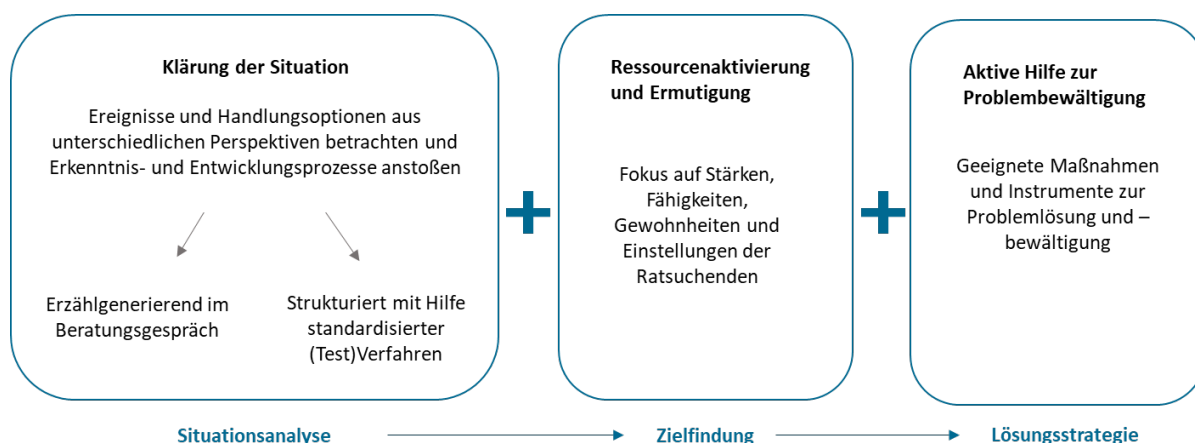 Klärung der Situation
Ereignisse und Handlungsoptionen aus
unterschiedlichen Perspektiven betrachten und
Erkenntnis- und Entwicklungsprozesse anstoßen
Erzählgenerierend im
Beratungsgespräch
Strukturiert mit Hilfe
standardisierter
(Test)Verfahren
+
Ressourcenaktivierung
und Ermutigung
Fokus auf Stärken,
Fähigkeiten,
Gewohnheiten und
Einstellungen der
Ratsuchenden
+
Aktive Hilfe zur
Problembewältigung
Geeignete Maßnahmen
und Instrumente zur
Problemlösung und –
bewältigung
Situationsanalyse
Zielfindung
Lösungsstrategie